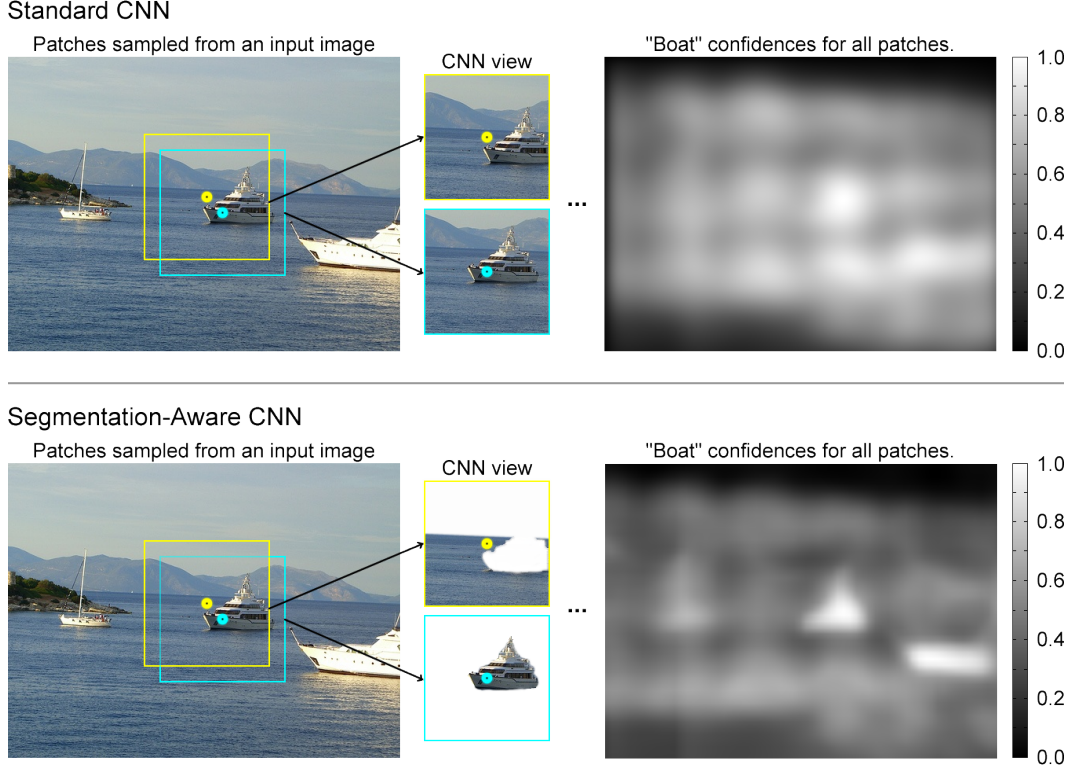 Standard CNN
Patches sampled from an input image
CNN view
"Boat" confidences for all patches.
...
1.0
0.8
0.6
0.4
0.2
0.0
Segmentation-Aware CNN
Patches sampled from an input image
CNN view
"Boat" confidences for all patches.
...
1.0
0.8
0.6
0.4
0.2
0.0